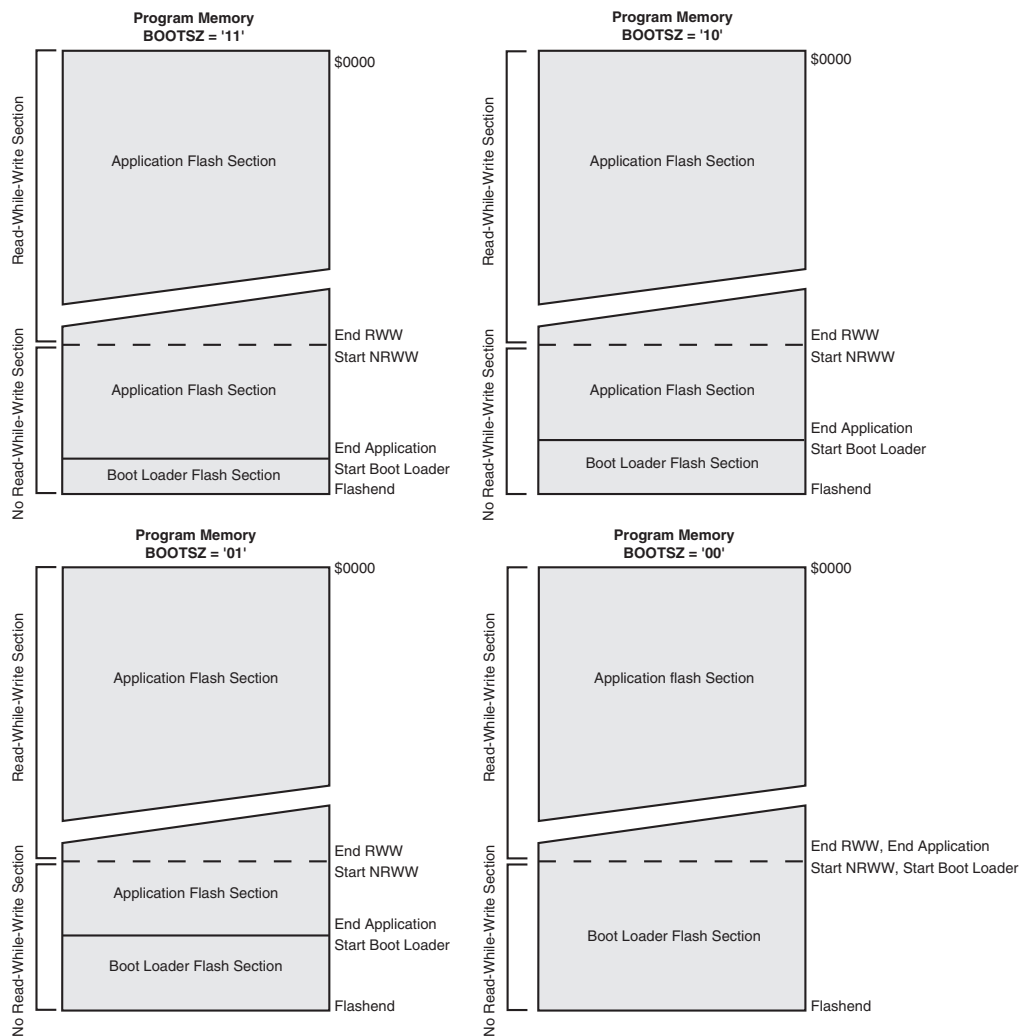 Program Memory
BOOTSZ = '11'
$0000
Read-While-Write Section
Application Flash Section
End RWW
Start NRWW
No Read-While-Write Section
Application Flash Section
End Application
Start Boot Loader
Boot Loader Flash Section
Flashend
Program Memory
BOOTSZ = '10'
$0000
Read-While-Write Section
Application Flash Section
End RWW
Start NRWW
No Read-While-Write Section
Application Flash Section
End Application
Start Boot Loader
Boot Loader Flash Section
Flashend
Program Memory
BOOTSZ = '01'
$0000
Read-While-Write Section
Application Flash Section
End RWW
Start NRWW
No Read-While-Write Section
Application Flash Section
End Application
Start Boot Loader
Boot Loader Flash Section
Flashend
Program Memory
BOOTSZ = '00'
$0000
Read-While-Write Section
Application flash Section
End RWW, End Application
Start NRWW, Start Boot Loader
No Read-While-Write Section
Boot Loader Flash Section
Flashend